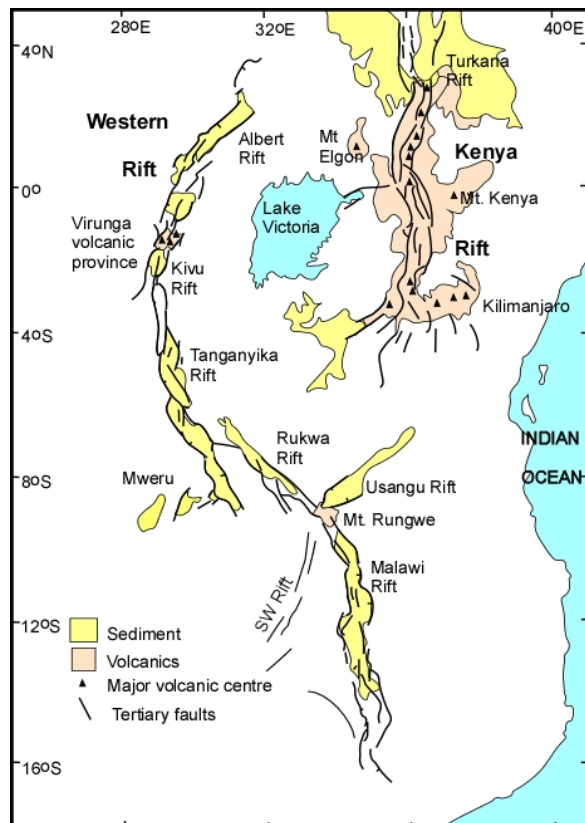 28oE
32oE
40oE
4oN
Turkana
Rift
Western
Albert
Rift
Mt
Elgon
Kenya
Rift
0o
Mt. Kenya
Lake
Victoria
Virunga
volcanic
province
Rift
Kivu
Rift
Kilimanjaro
4oS
Tanganyika
Rift
Rukwa
Rift
INDIAN
OCEAN
8oS
Mweru
Usangu Rift
Mt. Rungwe
Malawi
Rift
SW Rift
12oS
Sediment
Volcanics
Major volcanic centre
Tertiary faults
16oS